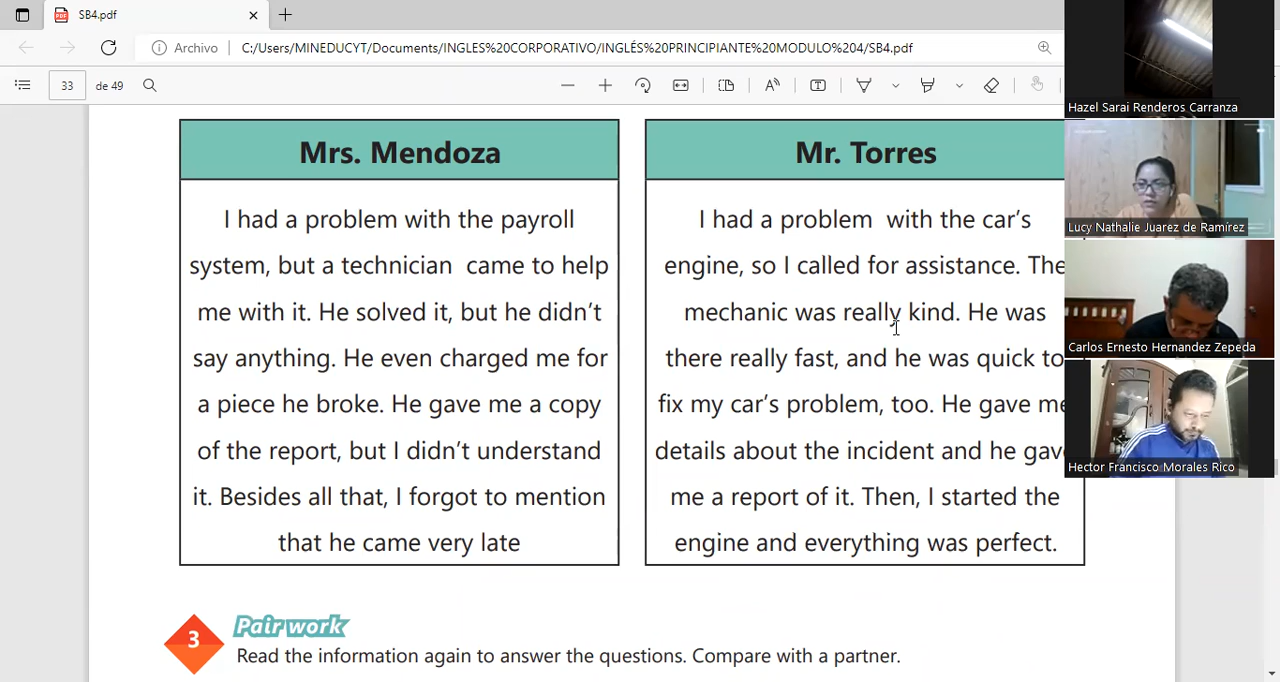 SB4.pdf
Archivo
C:/Users/MINEDUCYT/Documents/INGLES%20CORPORATIVO/INGLÉS%20PRINCIPIANTE%20MODULO%204/SB4.pdf
33 de 49
Mrs. Mendoza
I had a problem with the payroll
system, but a technician came to help
me with it. He solved it, but he didn't
say anything. He even charged me for
a piece he broke. He gave me a copy
of the report, but I didn't understand
it. Besides all that, I forgot to mention
that he came very late
Mr. Torres
I had a problem with the car's
engine, so I called for assistance. The
mechanic was really kind. He was
there really fast, and he was quick to
fix my car's problem, too. He gave me
details about the incident and he gav
me a report of it. Then, I started the
engine and everything was perfect.
3
Pair work
Read the information again to answer the questions. Compare with a partner.
Hazel Sarai Renderos Carranza
Lucy Nathalie Juarez de Ramírez
Carlos Ernesto Hernandez Zepeda
Hector Francisco Morales Rico